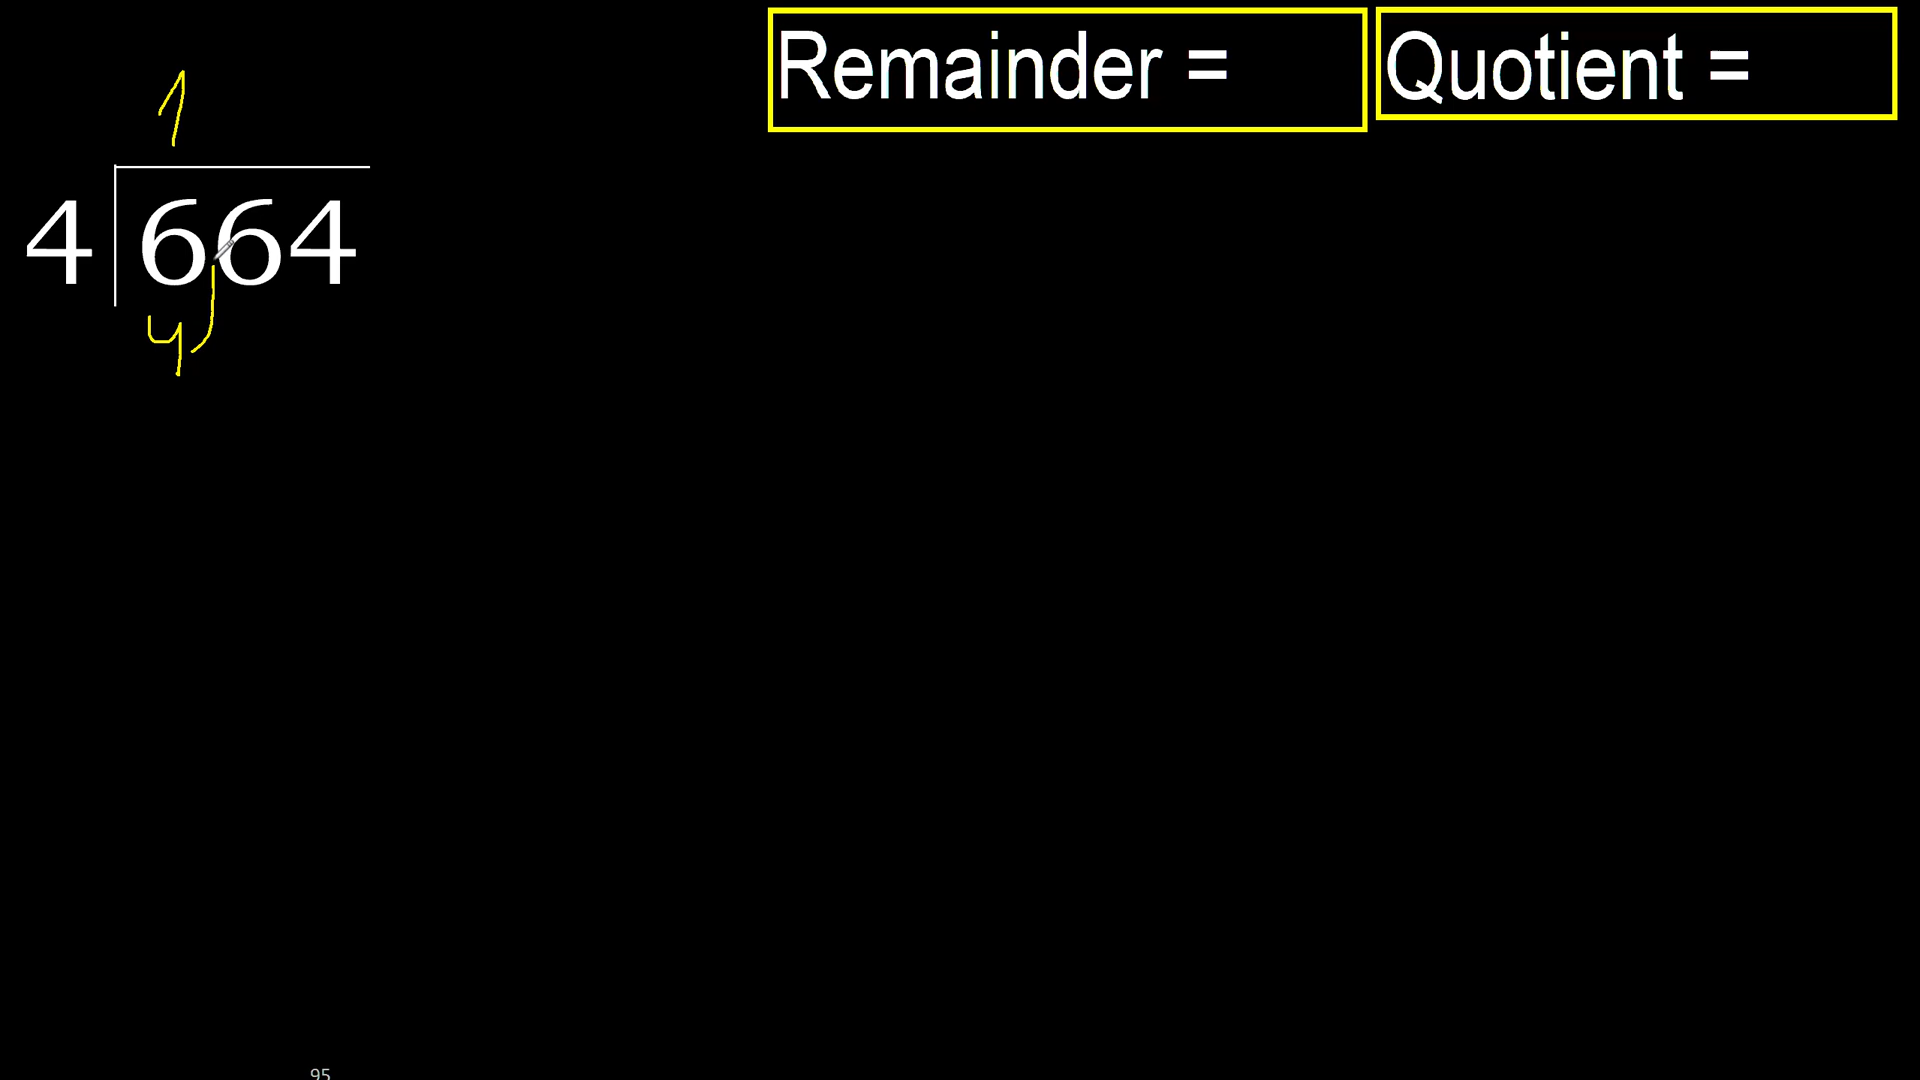 Remainder = Quotient =
1
4 664
4
95